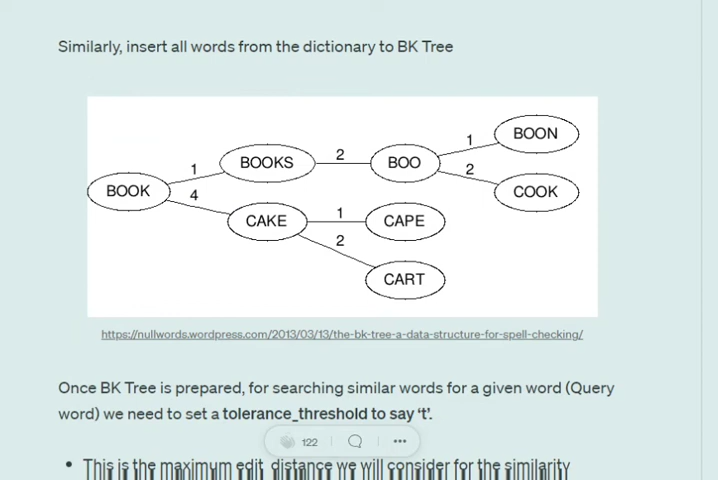 Similarly, insert all words from the dictionary to BK Tree
BOON
1
BOOKS
2
BOO
1
2
BOOK
4
COOK
CAKE
1
CAPE
2
CART
https://nullwords.wordpress.com/2013/03/13/the-bk-tree-a-data-structure-for-spell-checking/
Once BK Tree is prepared, for searching similar words for a given word (Query
word) we need to set a tolerance_threshold to say ‘t’.
122
• This is the maximum edit distance we will consider for the similarity